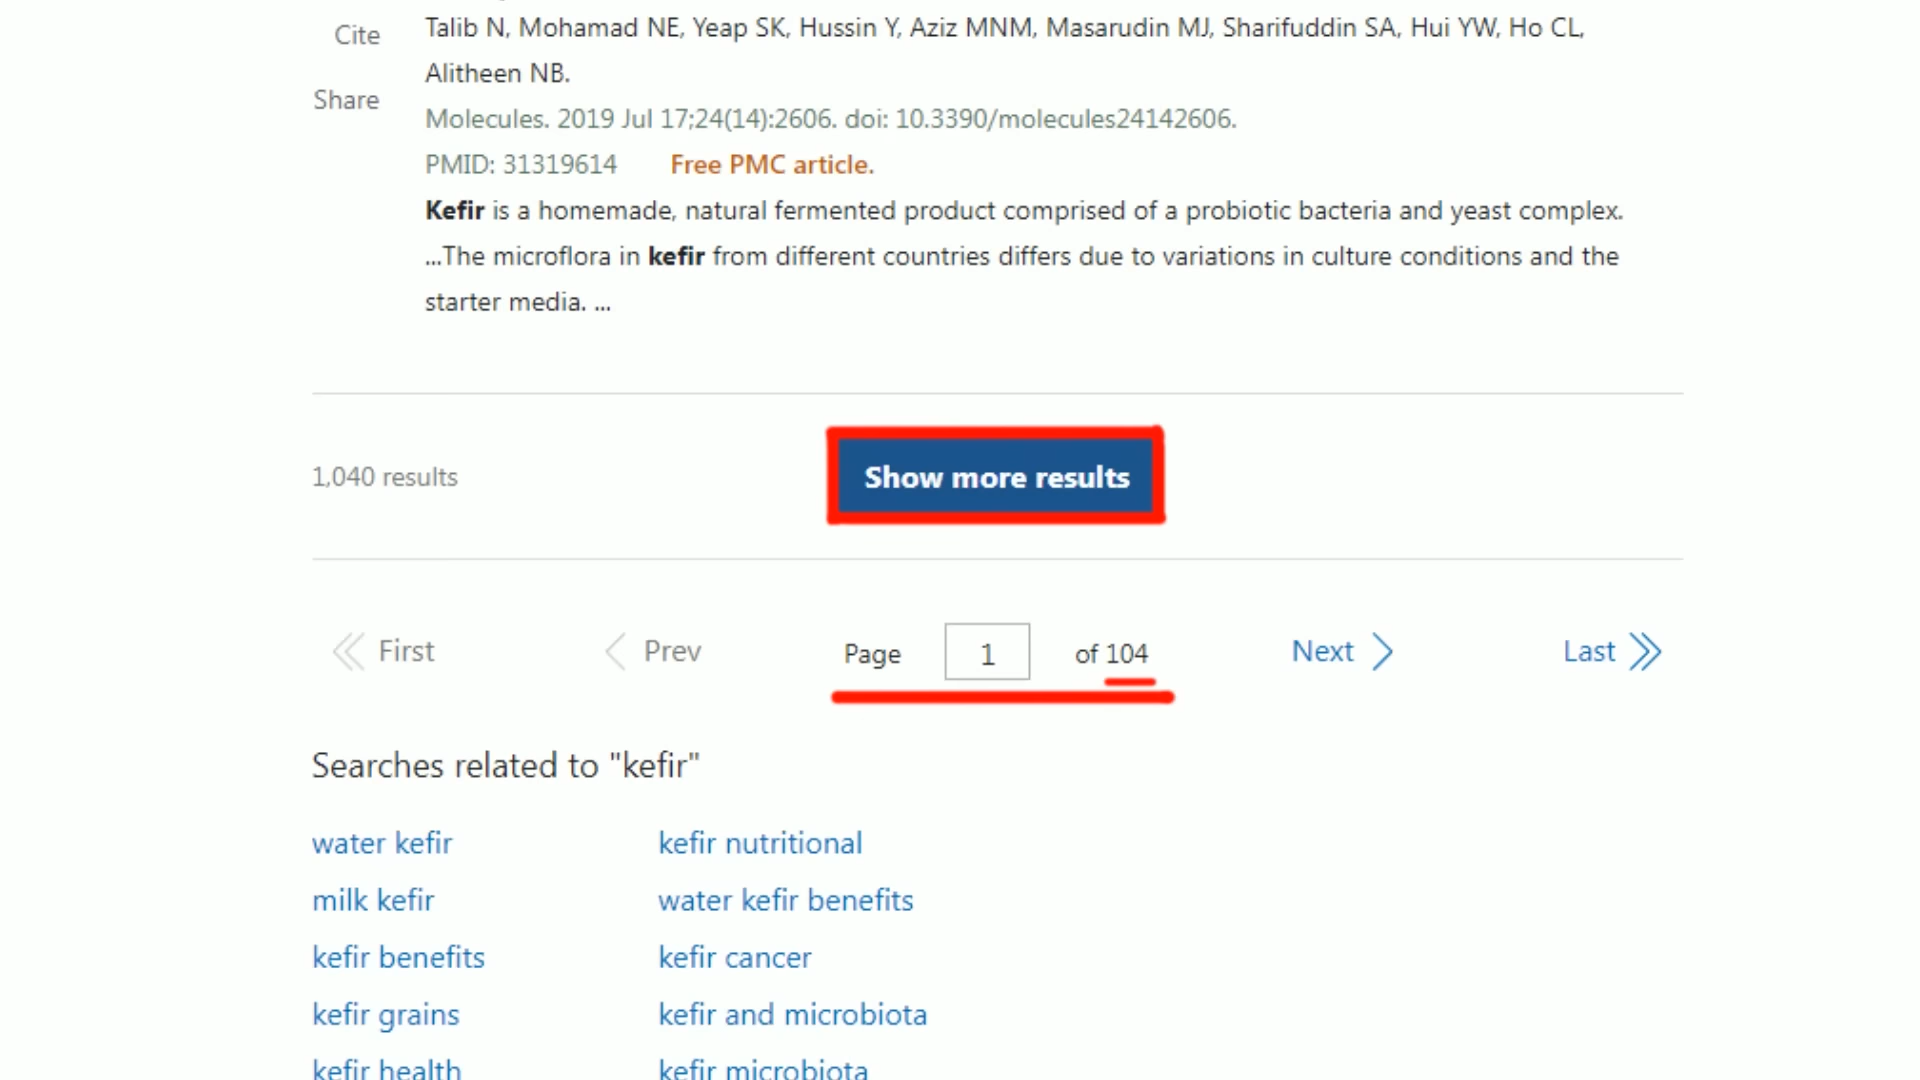 Cite
Talib N, Mohamad NE, Yeap SK, Hussin Y, Aziz MNM, Masarudin MJ, Sharifuddin SA, Hui YW, Ho CL,
Alitheen NB.
Share
Molecules. 2019 Jul 17;24(14):2606. doi: 10.3390/molecules24142606.
PMID: 31319614 Free PMC article.
Kefir is a homemade, natural fermented product comprised of a probiotic bacteria and yeast complex.
...The microflora in kefir from different countries differs due to variations in culture conditions and the
starter media. ...
1,040 results
Show more results
First Prev Page 1 of 104 Next Last
Searches related to "kefir"
water kefir
milk kefir
kefir benefits
kefir grains
kefir health
kefir nutritional
water kefir benefits
kefir cancer
kefir and microbiota
kefir microbiota